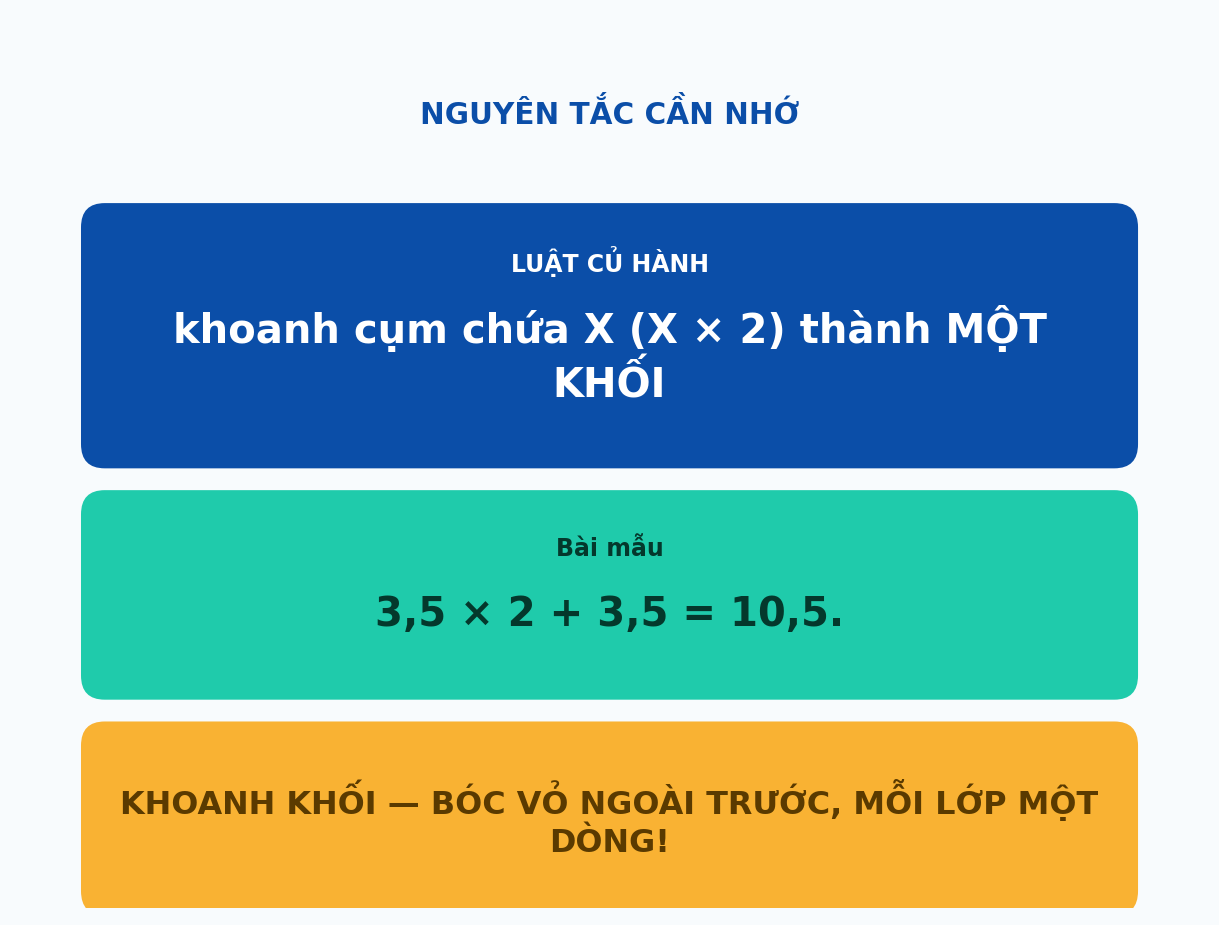 NGUYÊN TẮC CẦN NHỚ
LUẬT CỦ HÀNH
khoanh cụm chứa X (X × 2) thành MỘT
KHỐI
Bài mẫu
3,5 × 2 + 3,5 = 10,5.
KHOANH KHỐI — BÓC VỎ NGOÀI TRƯỚC, MỖI LỚP MỘT
DÒNG!